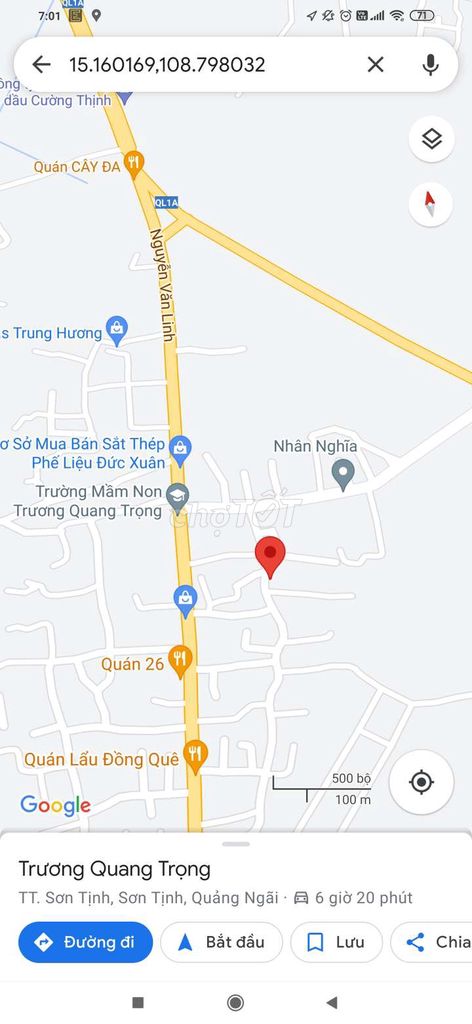 QL1A
7:01
71
15.160169,108.798032
ông
dầu Cường Thịnh
Quán CÂY ĐA
QL1A
Nguyễn Văn Linh
s Trung Hương
ơ Sở Mua Bán Sắt Thép
Phế Liệu Đức Xuân
Nhân Nghĩa
Trường Mầm Non
Trương Quang Trọng
chợTỐT
Quán 26
Quán Lẩu Đồng Quê
500 bộ
100 m
Google
Trương Quang Trọng
TT. Sơn Tịnh, Sơn Tịnh, Quảng Ngãi · 6 giờ 20 phút
Đường đi
Bắt đầu
Lưu
Chia